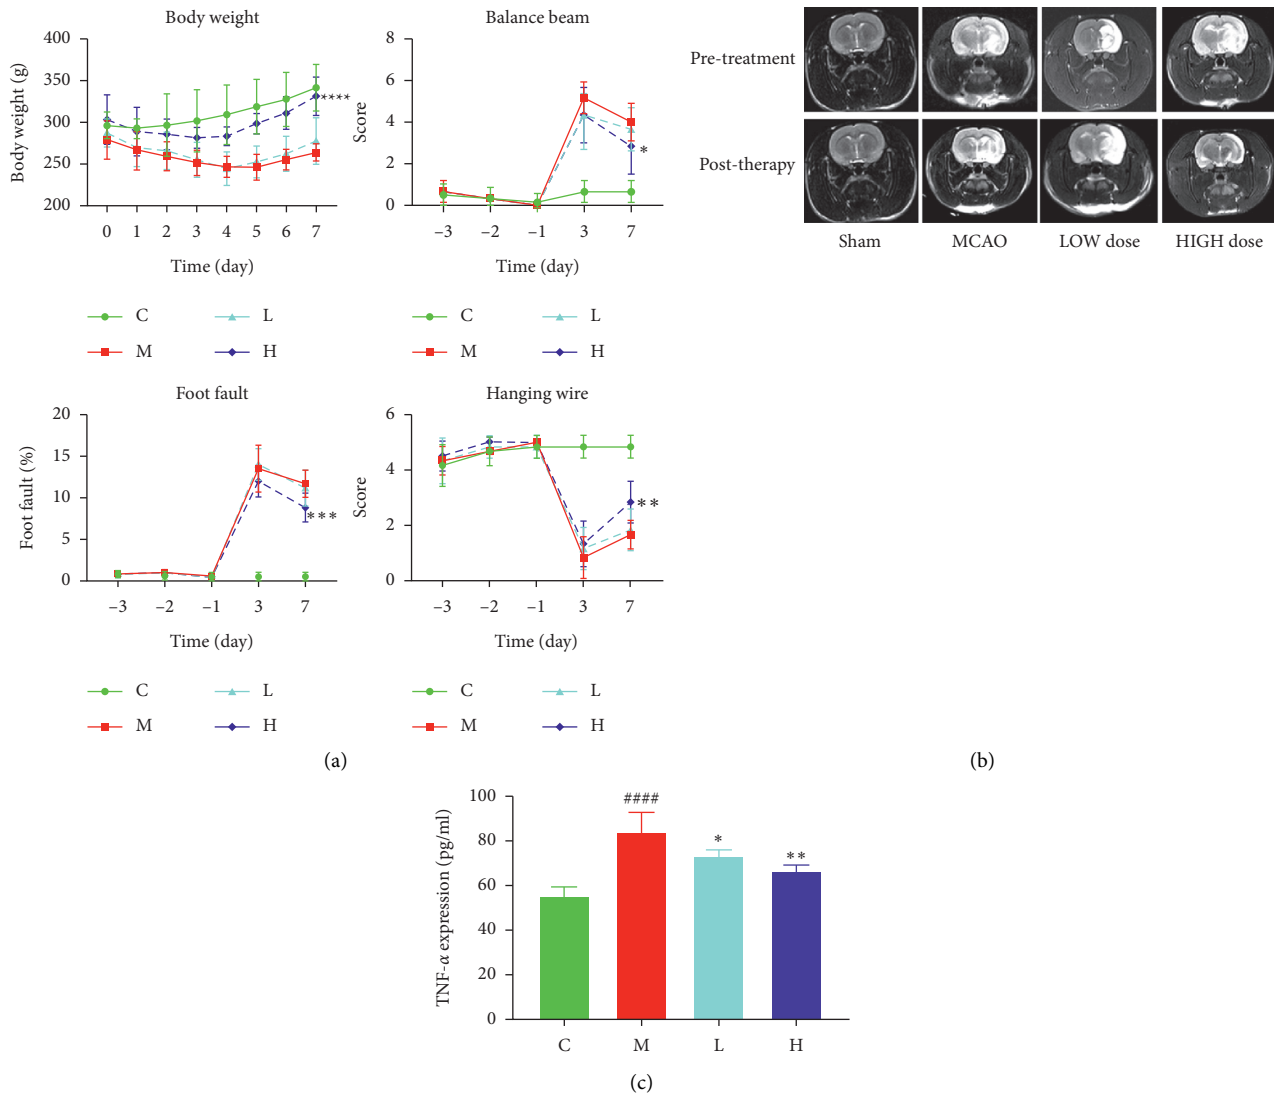 Body weight
Body weight (g)
350
300
250
200
400
0 1 2 3 4 5 6 7
Time (day)
****
C L
M H
Balance beam
Score
8
6
4
2
0
–3 –2 –1 3 7
Time (day)
*
C L
M H
Foot fault
Foot fault (%)
20
15
10
5
0
–3 –2 –1 3 7
Time (day)
***
C L
M H
Hanging wire
Score
6
4
2
0
–3 –2 –1 3 7
Time (day)
**
C L
M H
(a)
Pre-treatment
Post-therapy
Sham MCAO LOW dose HIGH dose
(b)
TNF-α expression (pg/ml)
100
80
60
40
20
0
####
*
**
C M L H
(c)